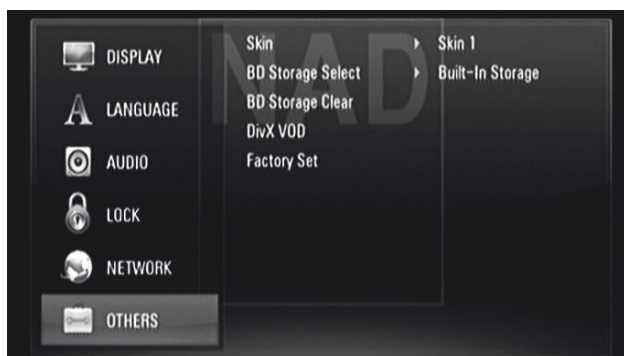 NAD
DISPLAY
LANGUAGE
AUDIO
LOCK
NETWORK
OTHERS
Skin
BD Storage Select
BD Storage Clear
DivX VOD
Factory Set
Skin 1
Built-In Storage